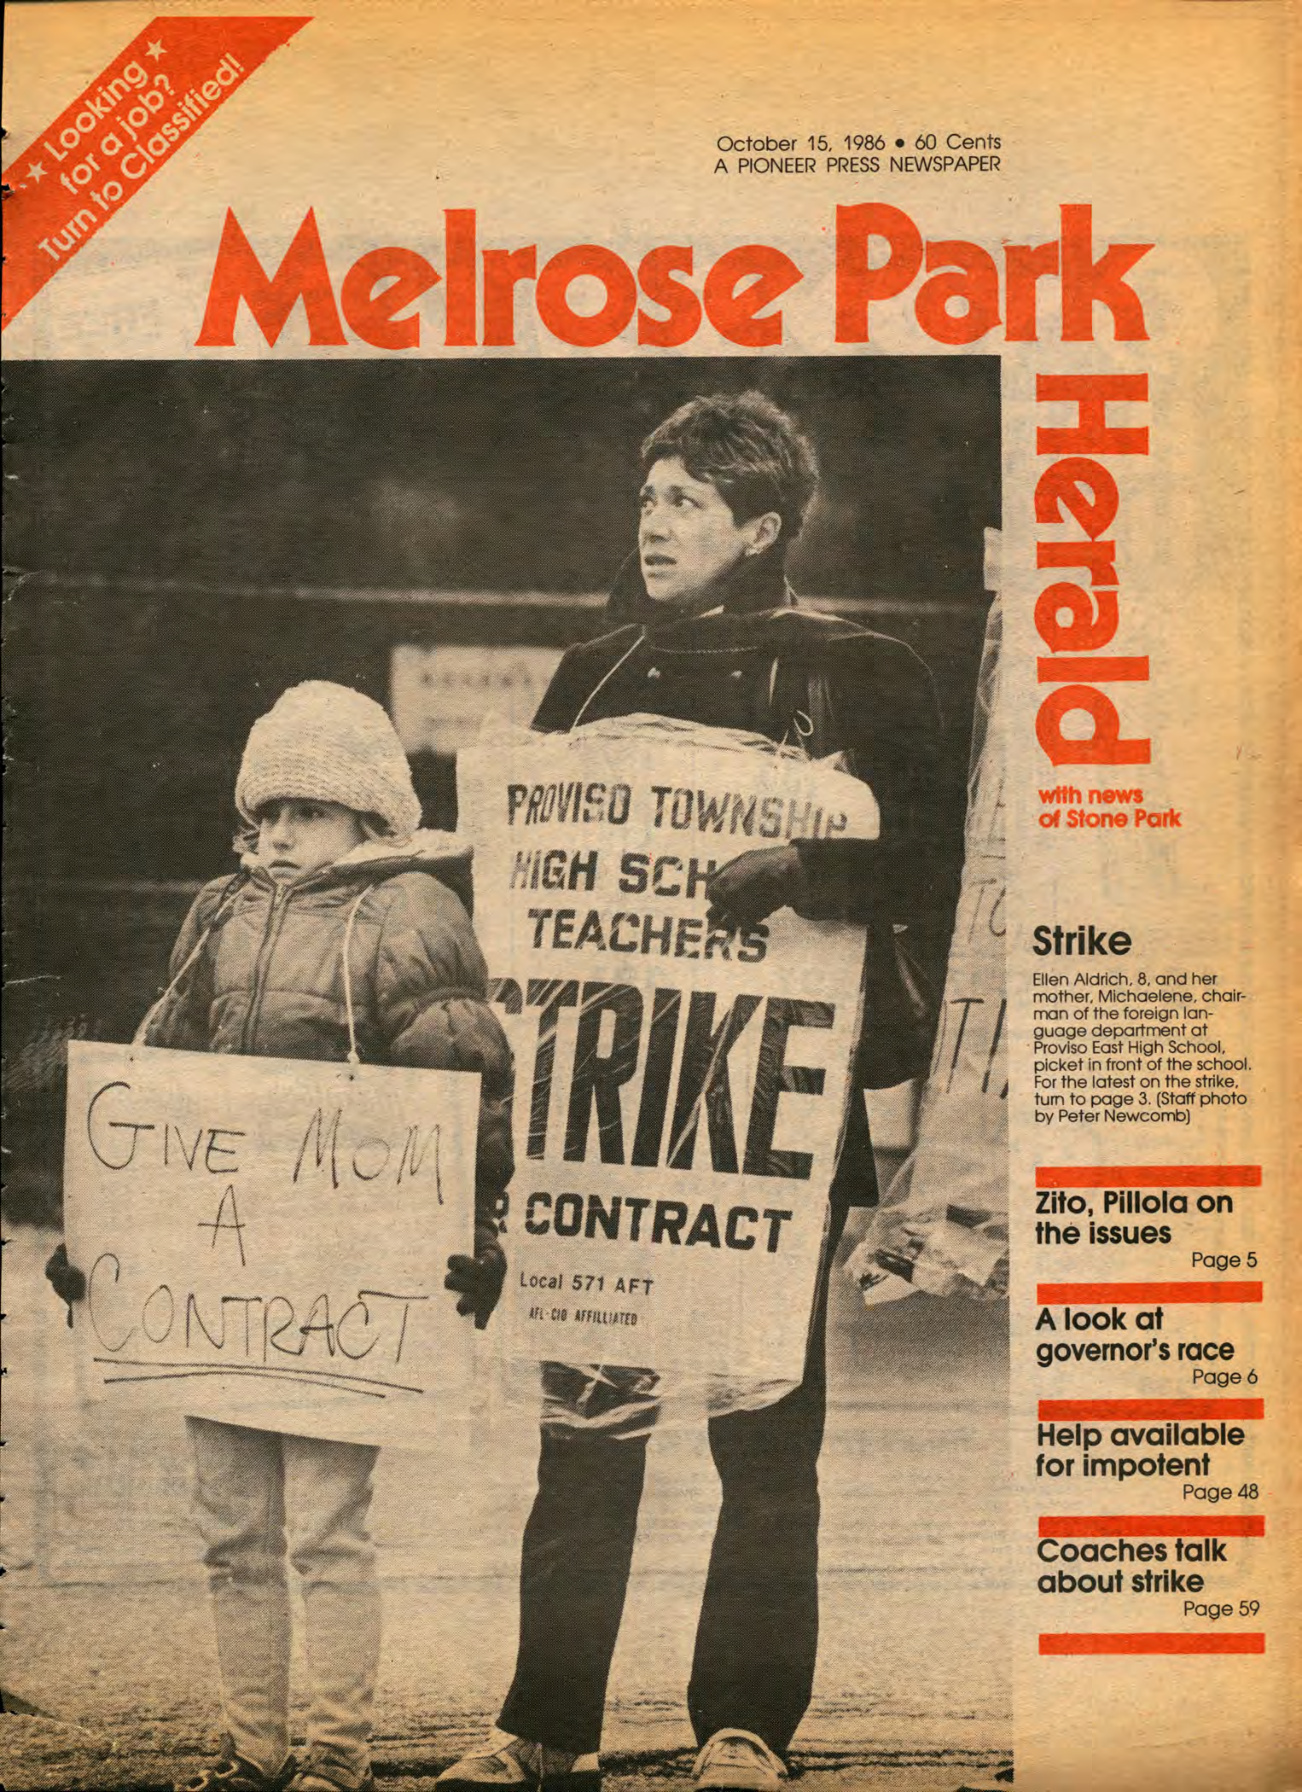 ★ Looking ★
★ for a job?
Turn to Classified!
October 15, 1986 • 60 Cents
A PIONEER PRESS NEWSPAPER
Melrose Park
Herald
with news
of Stone Park
PROVISO TOWNSHIP
HIGH SCH
TEACHERS
STRIKE
R CONTRACT
Local 571 AFT
AFL-CIO AFFILLIATED
GIVE MOM
A
CONTRACT
Strike
Ellen Aldrich, 8, and her
mother, Michaelene, chair-
man of the foreign lan-
guage department at
Proviso East High School,
picket in front of the school.
For the latest on the strike,
turn to page 3. (Staff photo
by Peter Newcomb)
Zito, Pillola on
the issues
Page 5
A look at
governor's race
Page 6
Help available
for impotent
Page 48
Coaches talk
about strike
Page 59